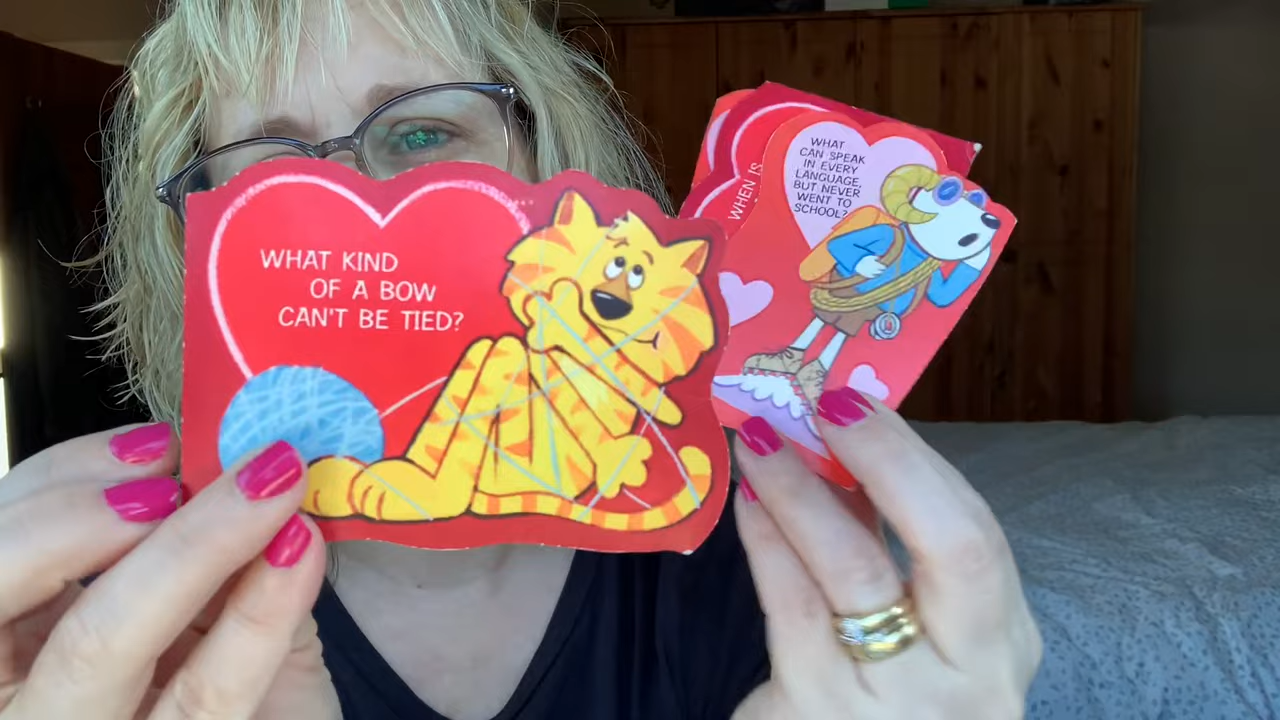 WHAT KIND
OF A BOW
CAN'T BE TIED?
WHEN IS
WHAT
CAN SPEAK
IN EVERY
LANGUAGE,
BUT NEVER
WENT TO
SCHOOL?